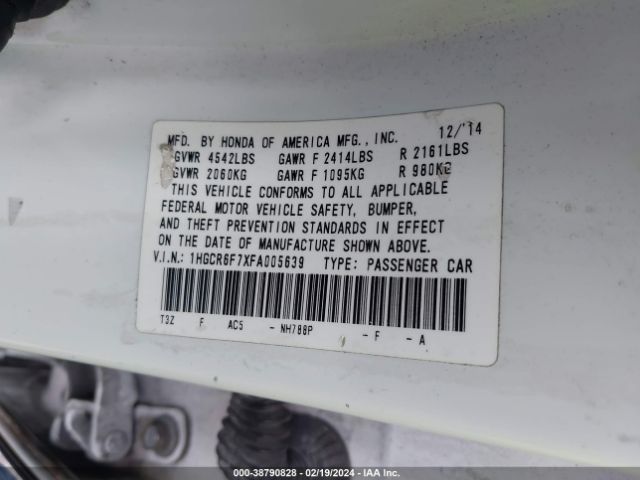 MFD. BY HONDA OF AMERICA MFG., INC. 12/'14
GVWR 4542LBS GAWR F 2414LBS R 2161LBS
GVWR 2060KG GAWR F 1095KG R 980KG
THIS VEHICLE CONFORMS TO ALL APPLICABLE
FEDERAL MOTOR VEHICLE SAFETY, BUMPER,
AND THEFT PREVENTION STANDARDS IN EFFECT
ON THE DATE OF MANUFACTURE SHOWN ABOVE.
V.I.N.: 1HGCR6F7XFA005639 TYPE: PASSENGER CAR
T3Z F AC5 - NH788P - F - A
000-38790828 - 02/19/2024 - IAA Inc.